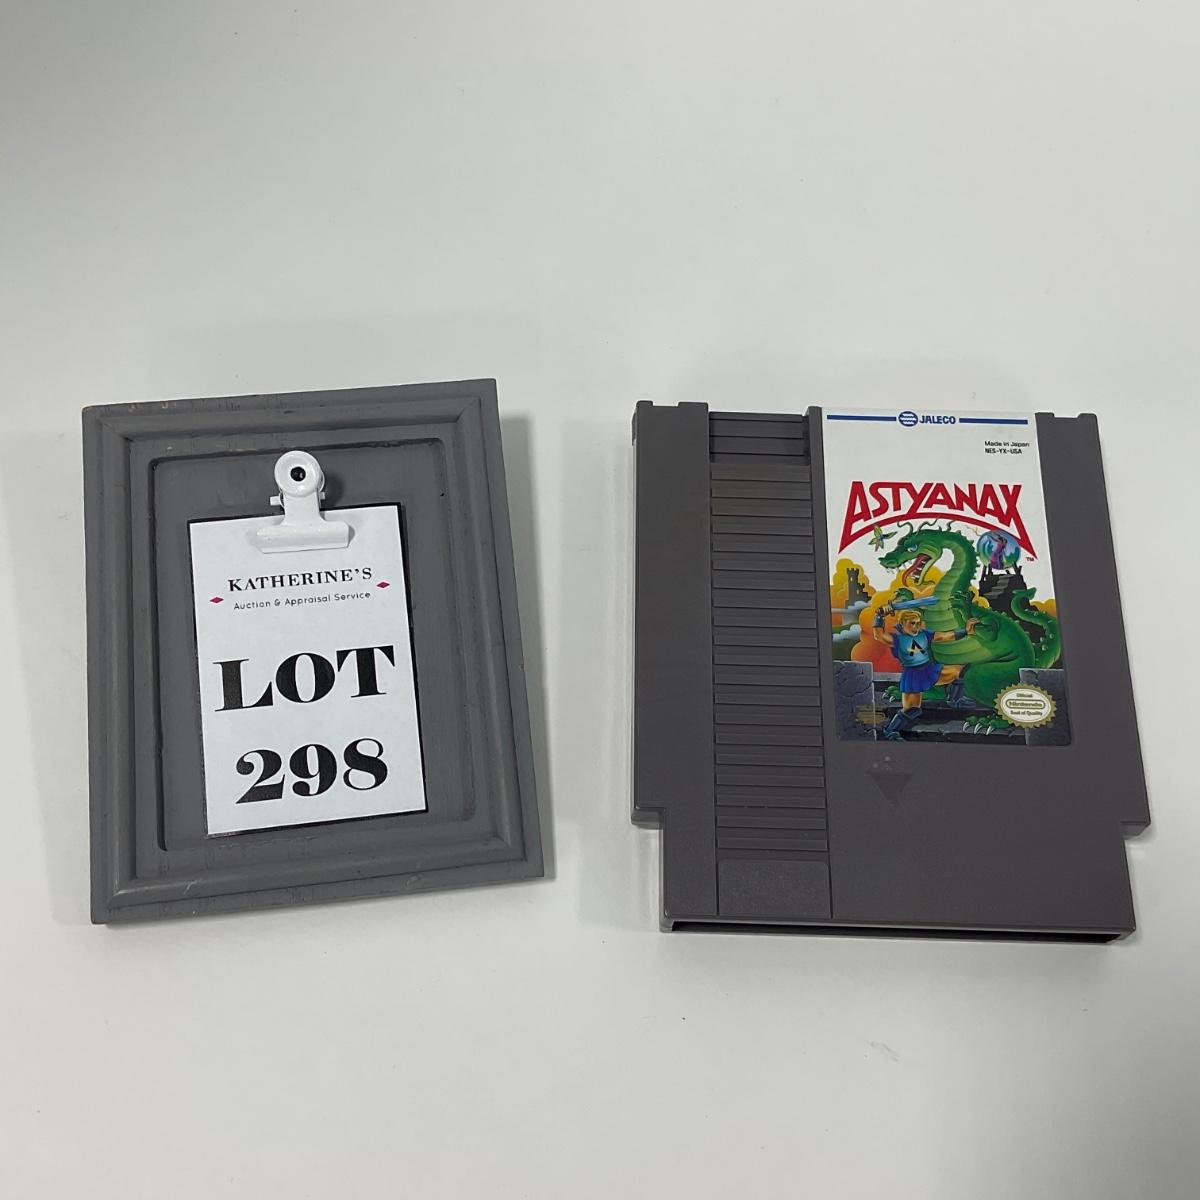 KATHERINE'S
Auction & Appraisal Service
LOT
298
JALECO
Made in Japan
NES-YX-USA
ASTYANAX
TM
Official
Nintendo
Seal of Quality